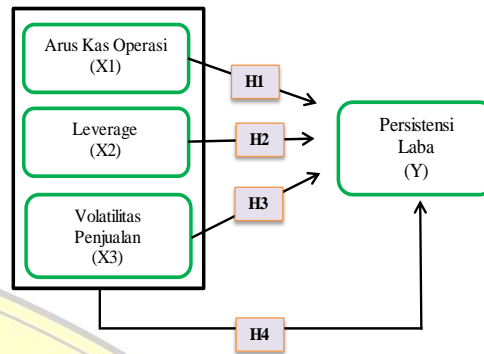 Arus Kas Operasi
(X1)
H1
Leverage
(X2)
H2
Persistensi
Laba
(Y)
Volatilitas
Penjualan
(X3)
H3
H4